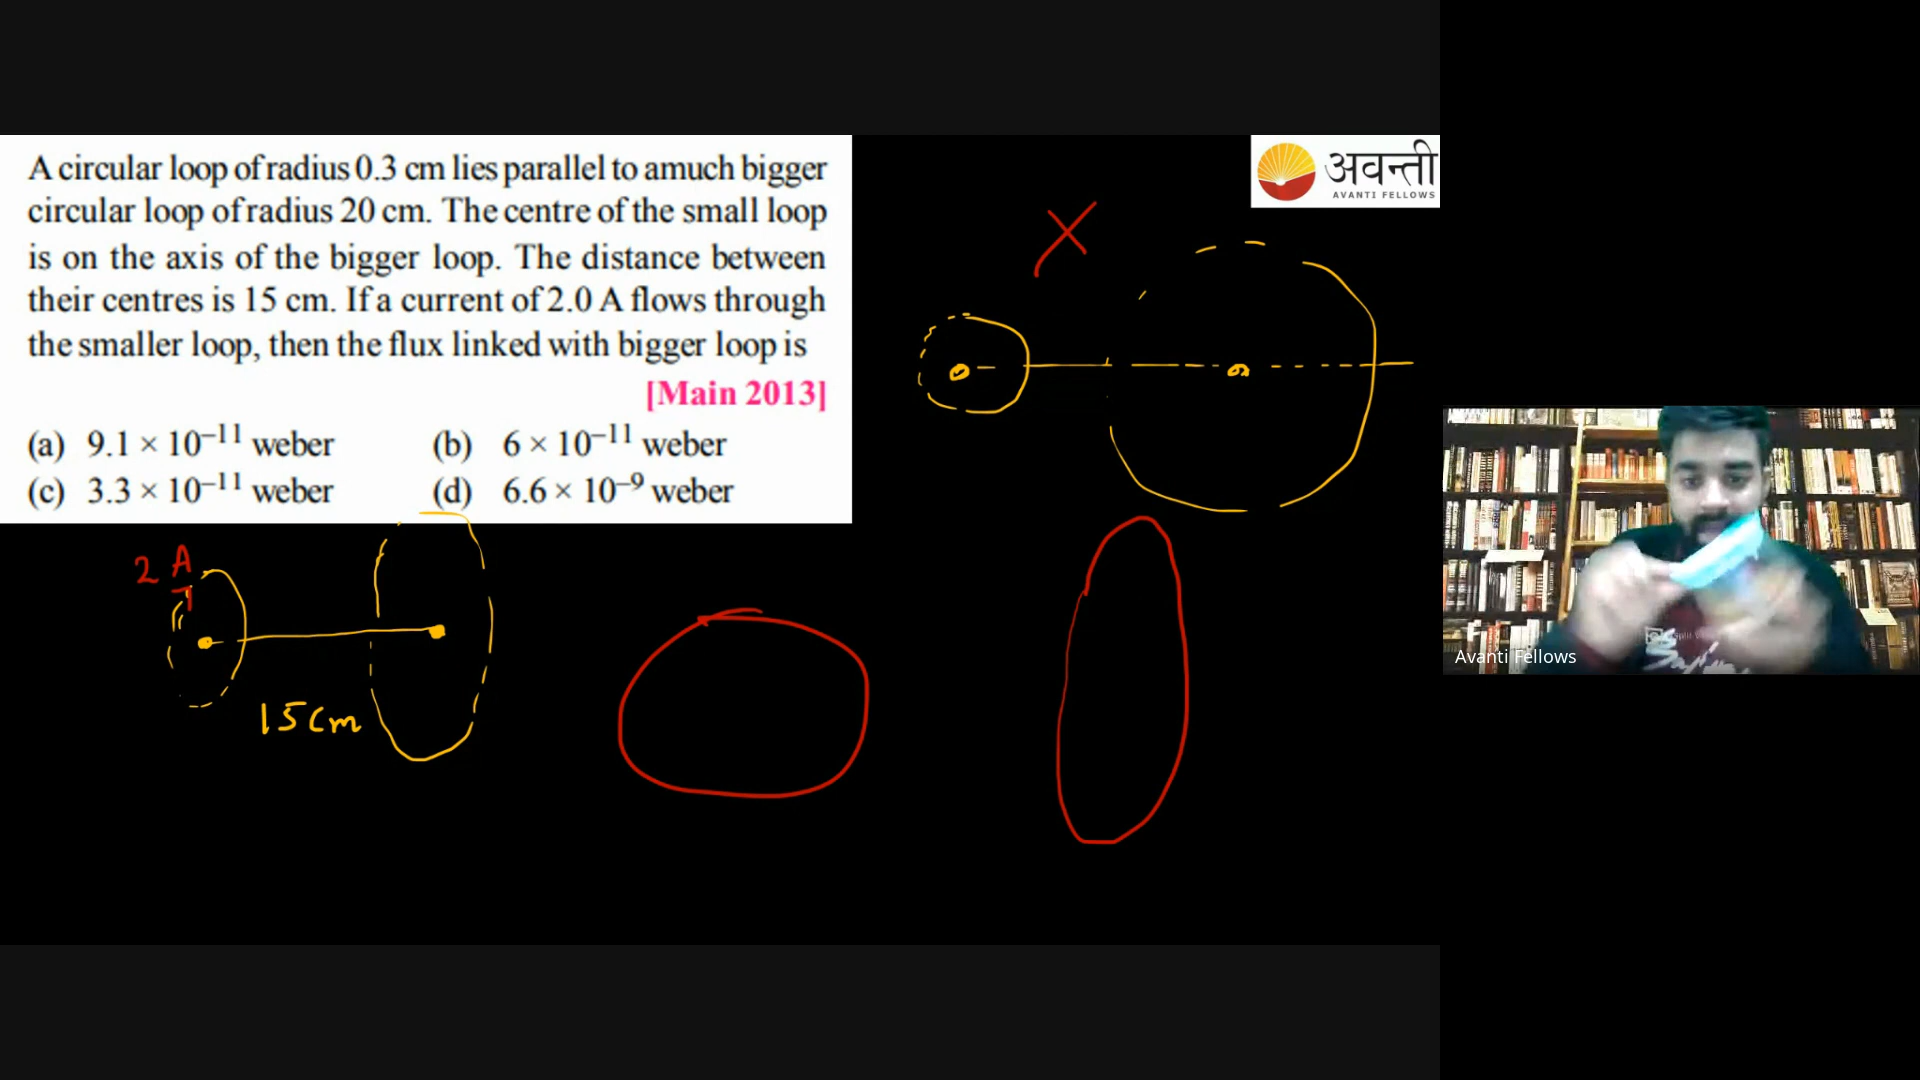 A circular loop of radius 0.3 cm lies parallel to amuch bigger
circular loop of radius 20 cm. The centre of the small loop
is on the axis of the bigger loop. The distance between
their centres is 15 cm. If a current of 2.0 A flows through
the smaller loop, then the flux linked with bigger loop is
[Main 2013]
(a) 9.1 × 10⁻¹¹ weber (b) 6 × 10⁻¹¹ weber
(c) 3.3 × 10⁻¹¹ weber (d) 6.6 × 10⁻⁹ weber
अवन्ती
AVANTI FELLOWS
2 A
15 cm
Avanti Fellows